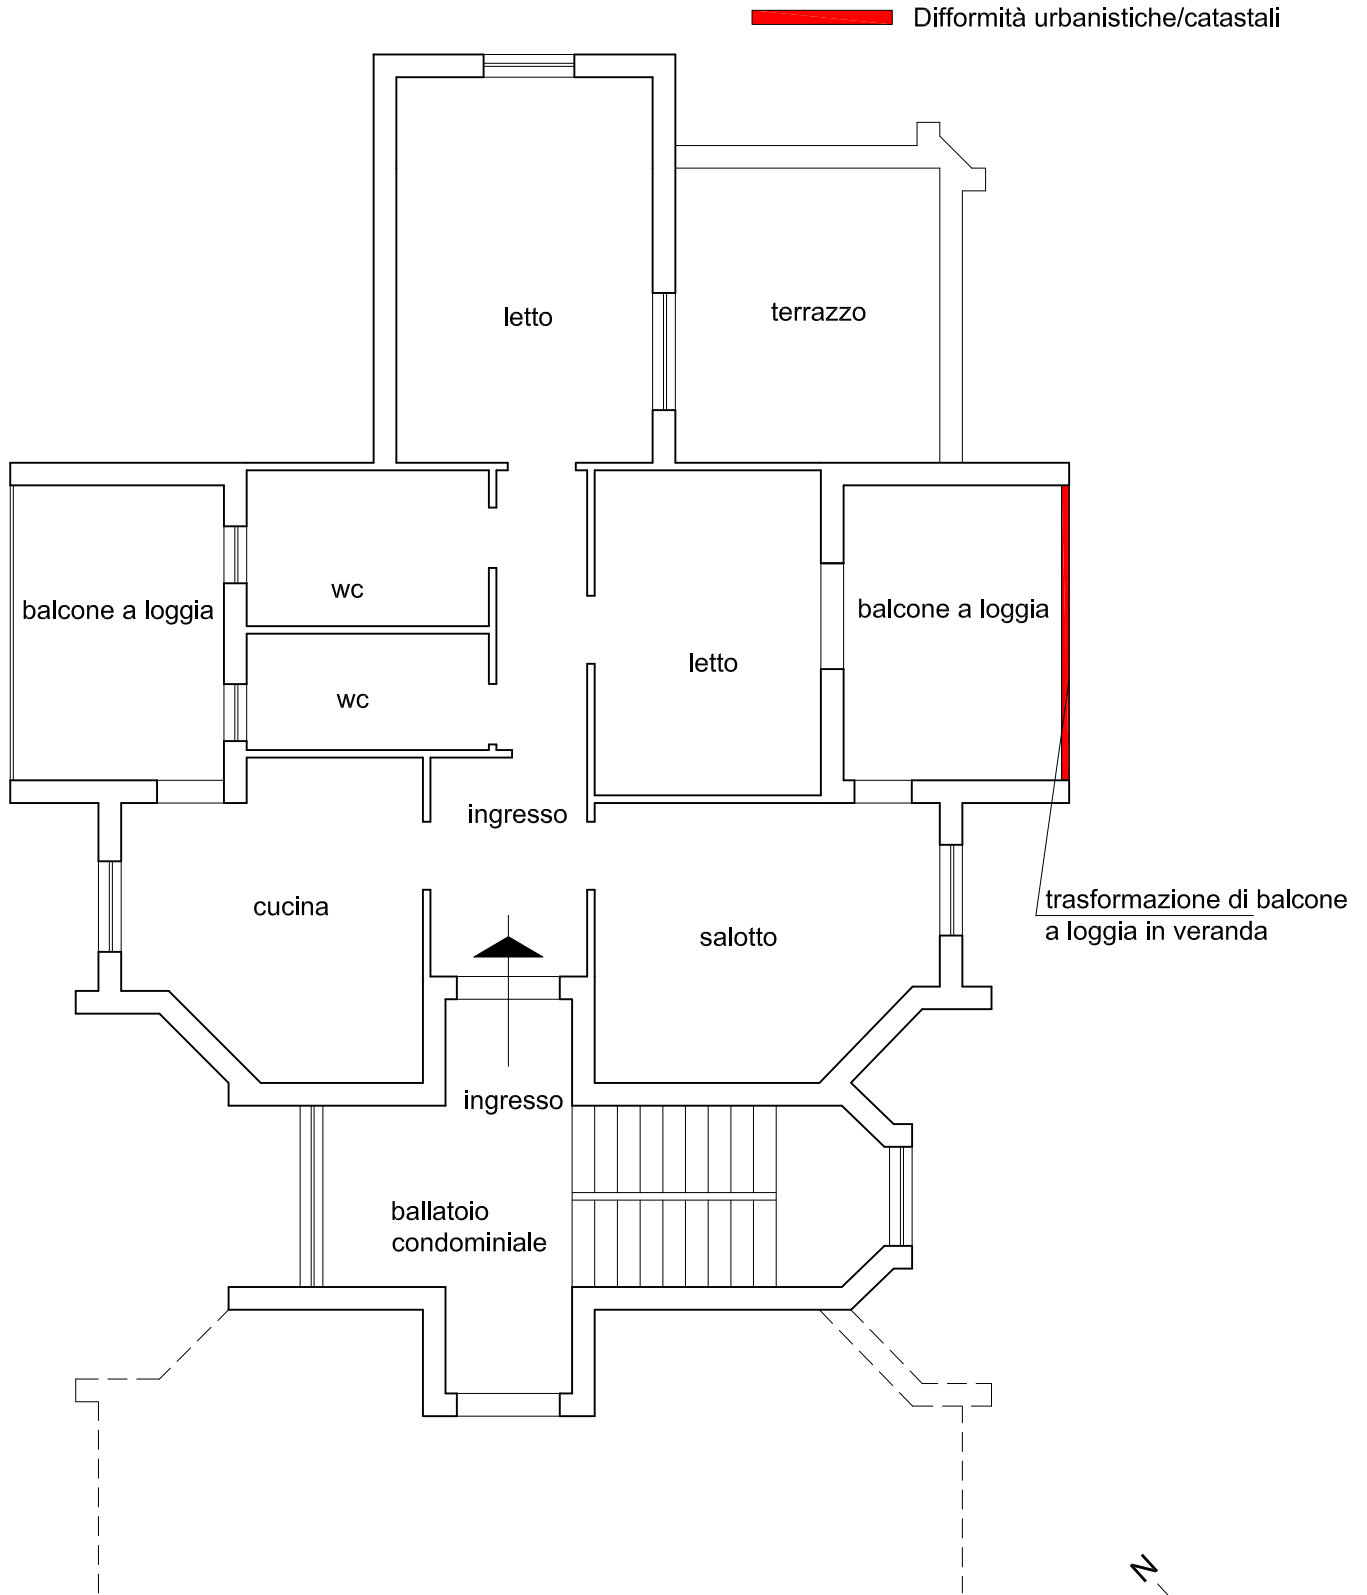 Difformità urbanistiche/catastali
letto
terrazzo
balcone a loggia
wc
balcone a loggia
letto
wc
ingresso
cucina
salotto
trasformazione di balcone
a loggia in veranda
ingresso
ballatoio
condominiale
N